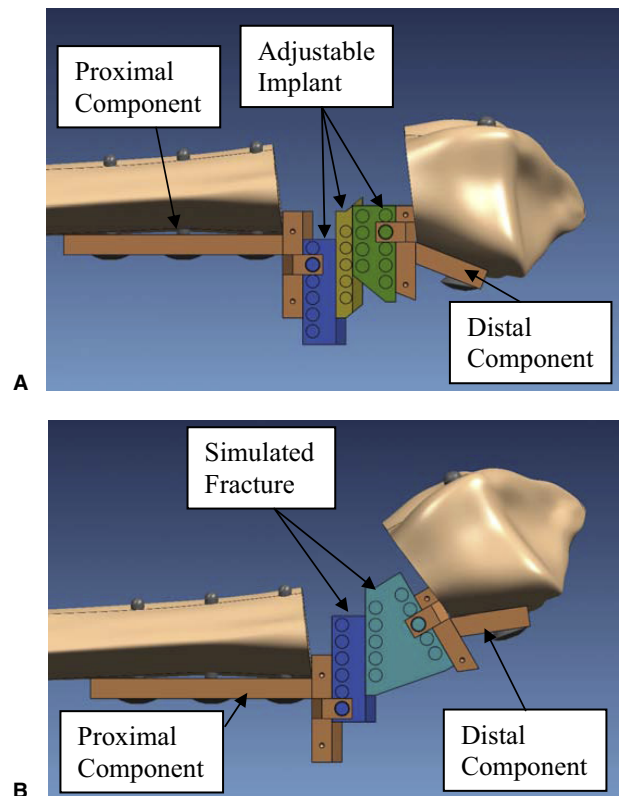 Proximal
Component
Adjustable
Implant
Distal
Component
A
Simulated
Fracture
Proximal
Component
Distal
Component
B